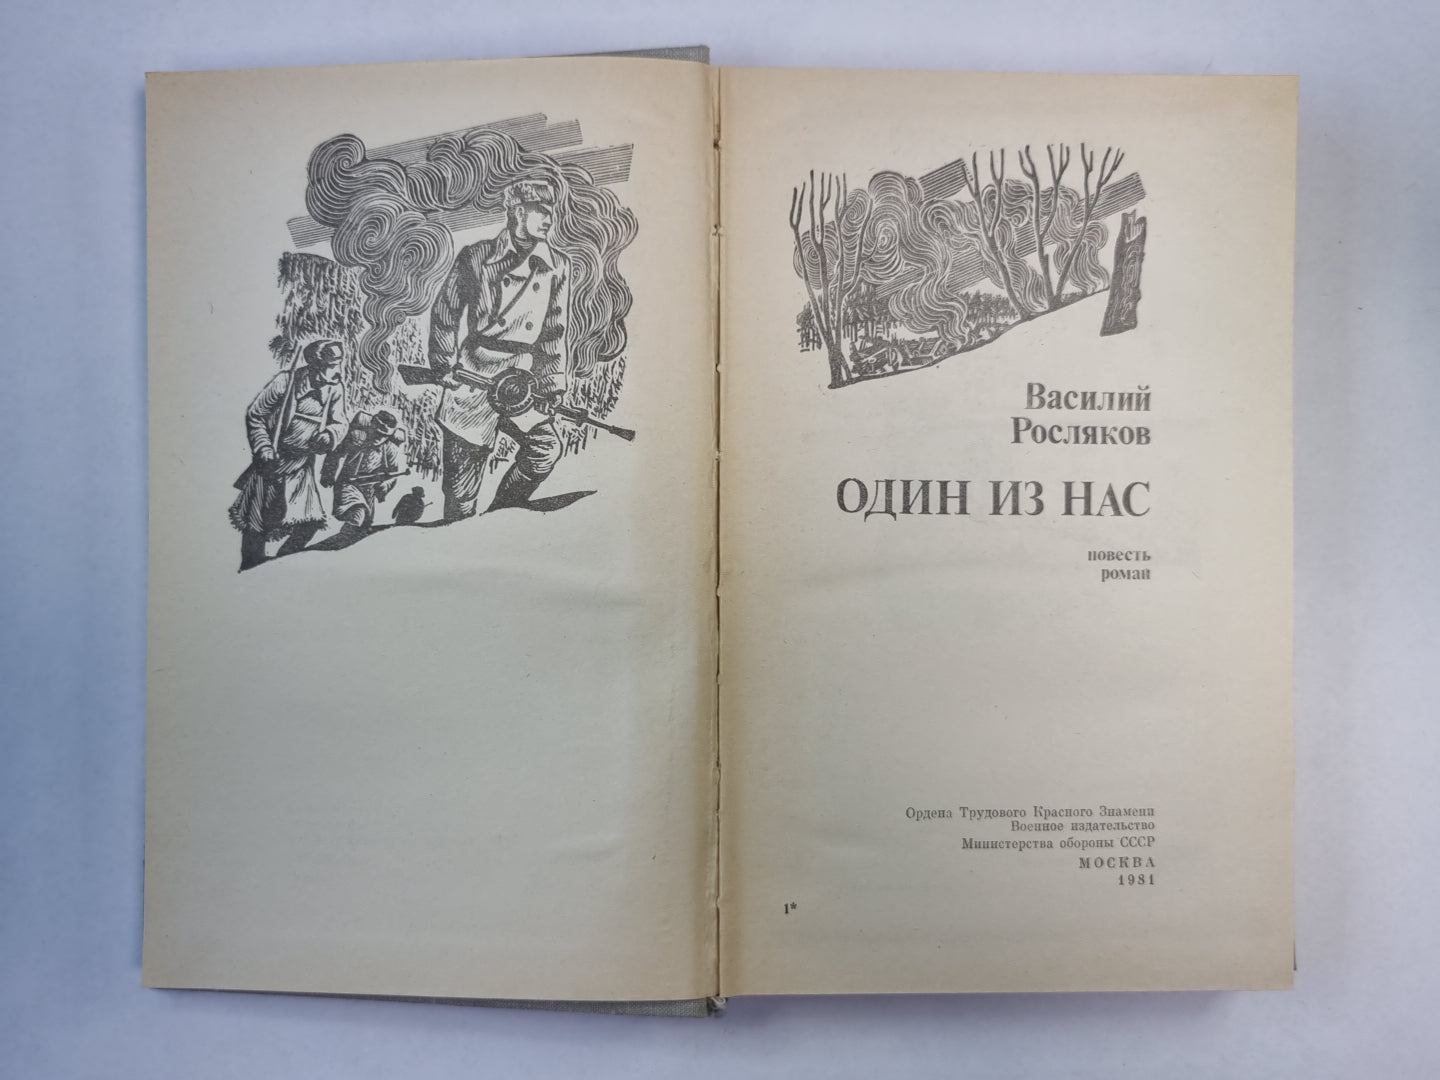 Василий
Росляков
ОДИН ИЗ НАС
повесть
роман
Ордена Трудового Красного Знамени
Военное издательство
Министерства обороны СССР
МОСКВА
1981
1*